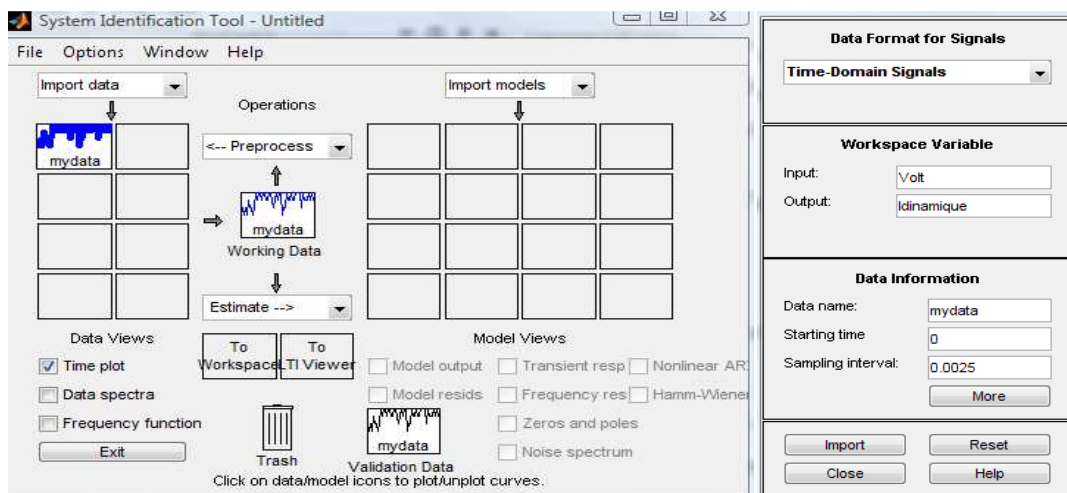 System Identification Tool - Untitled
File Options Window Help
Import data
Import models
Operations
mydata
<-- Preprocess
mydata
Working Data
Estimate -->
Data Views
To Workspace
To LTI Viewer
Model Views
Time plot
Data spectra
Frequency function
Model output
Transient resp
Nonlinear AR
Model resids
Frequency res
Hamm-Wiener
Zeros and poles
Noise spectrum
Exit
Trash
mydata
Validation Data
Click on data/model icons to plot/unplot curves.
Data Format for Signals
Time-Domain Signals
Workspace Variable
Input: Volt
Output: Idinamique
Data Information
Data name: mydata
Starting time 0
Sampling interval: 0.0025
More
Import Reset
Close Help